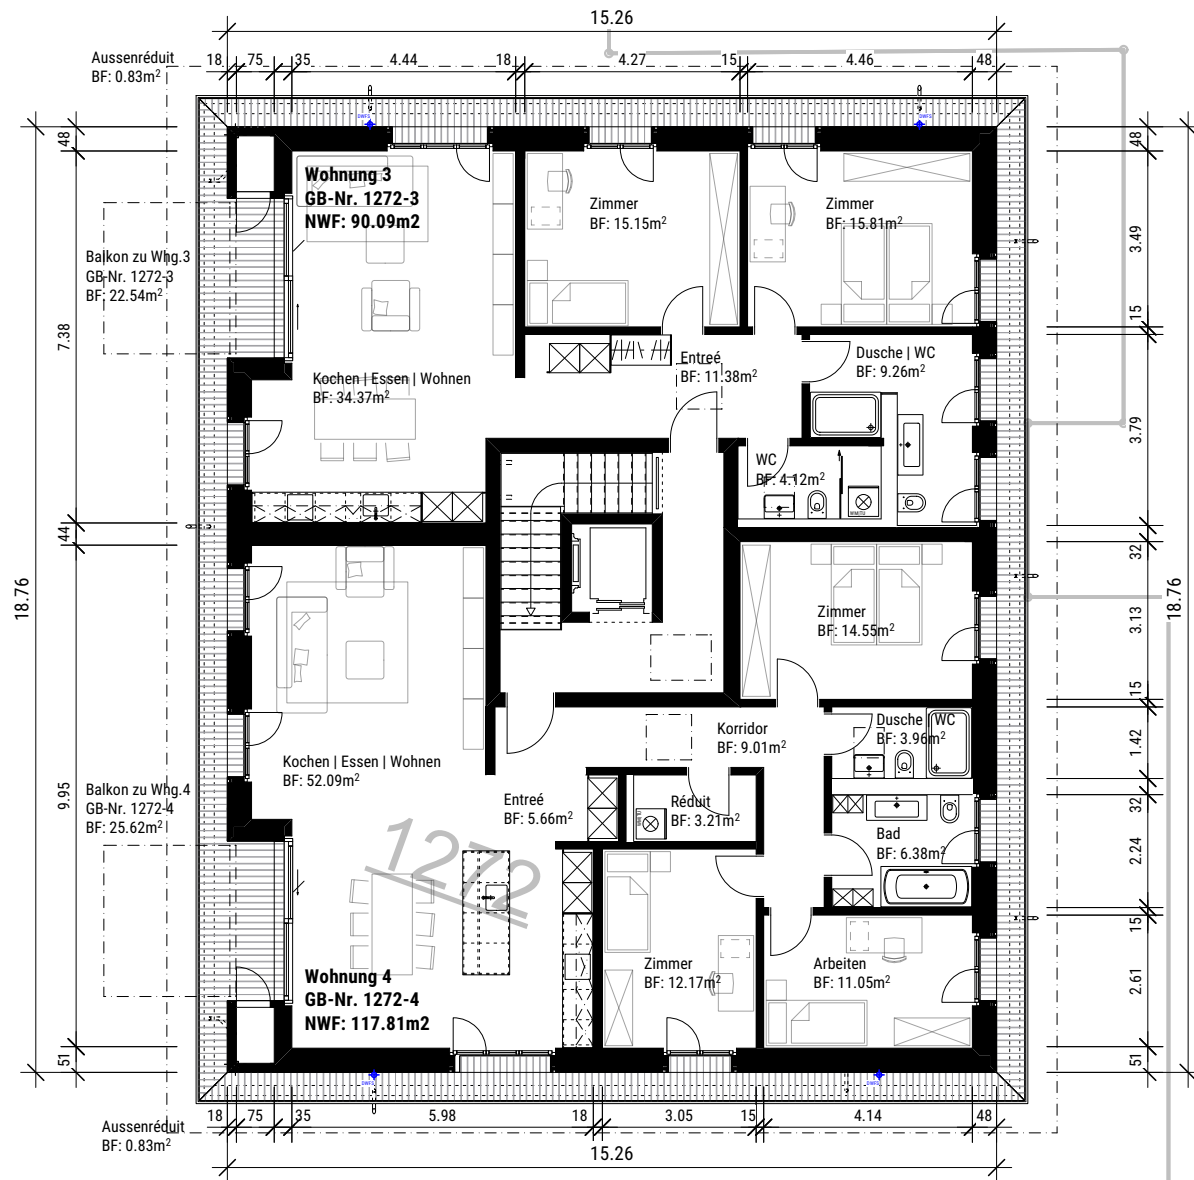 15.26
Aussenréduit
BF: 0.83m²
18 75 35 4.44 18 4.27 15 4.46 48
DWFS
DWFS
48
48
Wohnung 3
GB-Nr. 1272-3
NWF: 90.09m2
Zimmer
BF: 15.15m²
Zimmer
BF: 15.81m²
3.49
Balkon zu Whg.3
GB-Nr. 1272-3
BF: 22.54m²
7.38
15
Entreé
BF: 11.38m²
Dusche | WC
BF: 9.26m²
Kochen | Essen | Wohnen
BF: 34.37m²
3.79
WC
BF: 4.12m²
44
32
18.76
18.76
Zimmer
BF: 14.55m²
3.13
15
Korridor
BF: 9.01m²
Dusche | WC
BF: 3.96m²
1.42
Kochen | Essen | Wohnen
BF: 52.09m²
9.95
Balkon zu Whg.4
GB-Nr. 1272-4
BF: 25.62m²
Entreé
BF: 5.66m²
Réduit
BF: 3.21m²
32
Bad
BF: 6.38m²
2.24
1272
15
Wohnung 4
GB-Nr. 1272-4
NWF: 117.81m2
Zimmer
BF: 12.17m²
Arbeiten
BF: 11.05m²
2.61
51
51
DWFS
DWFS
18 75 35 5.98 18 3.05 15 4.14 48
Aussenréduit
BF: 0.83m²
15.26